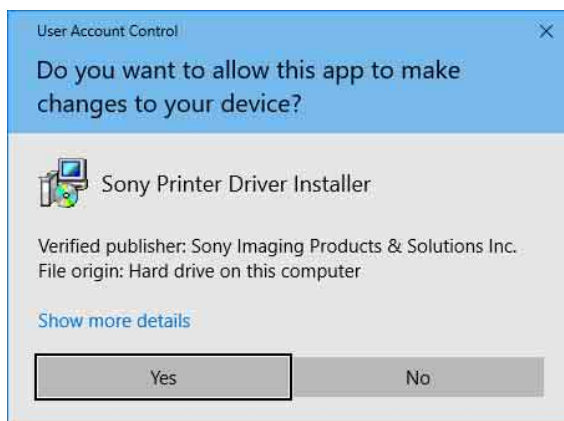 User Account Control
Do you want to allow this app to make
changes to your device?
Sony Printer Driver Installer
Verified publisher: Sony Imaging Products & Solutions Inc.
File origin: Hard drive on this computer
Show more details
Yes
No